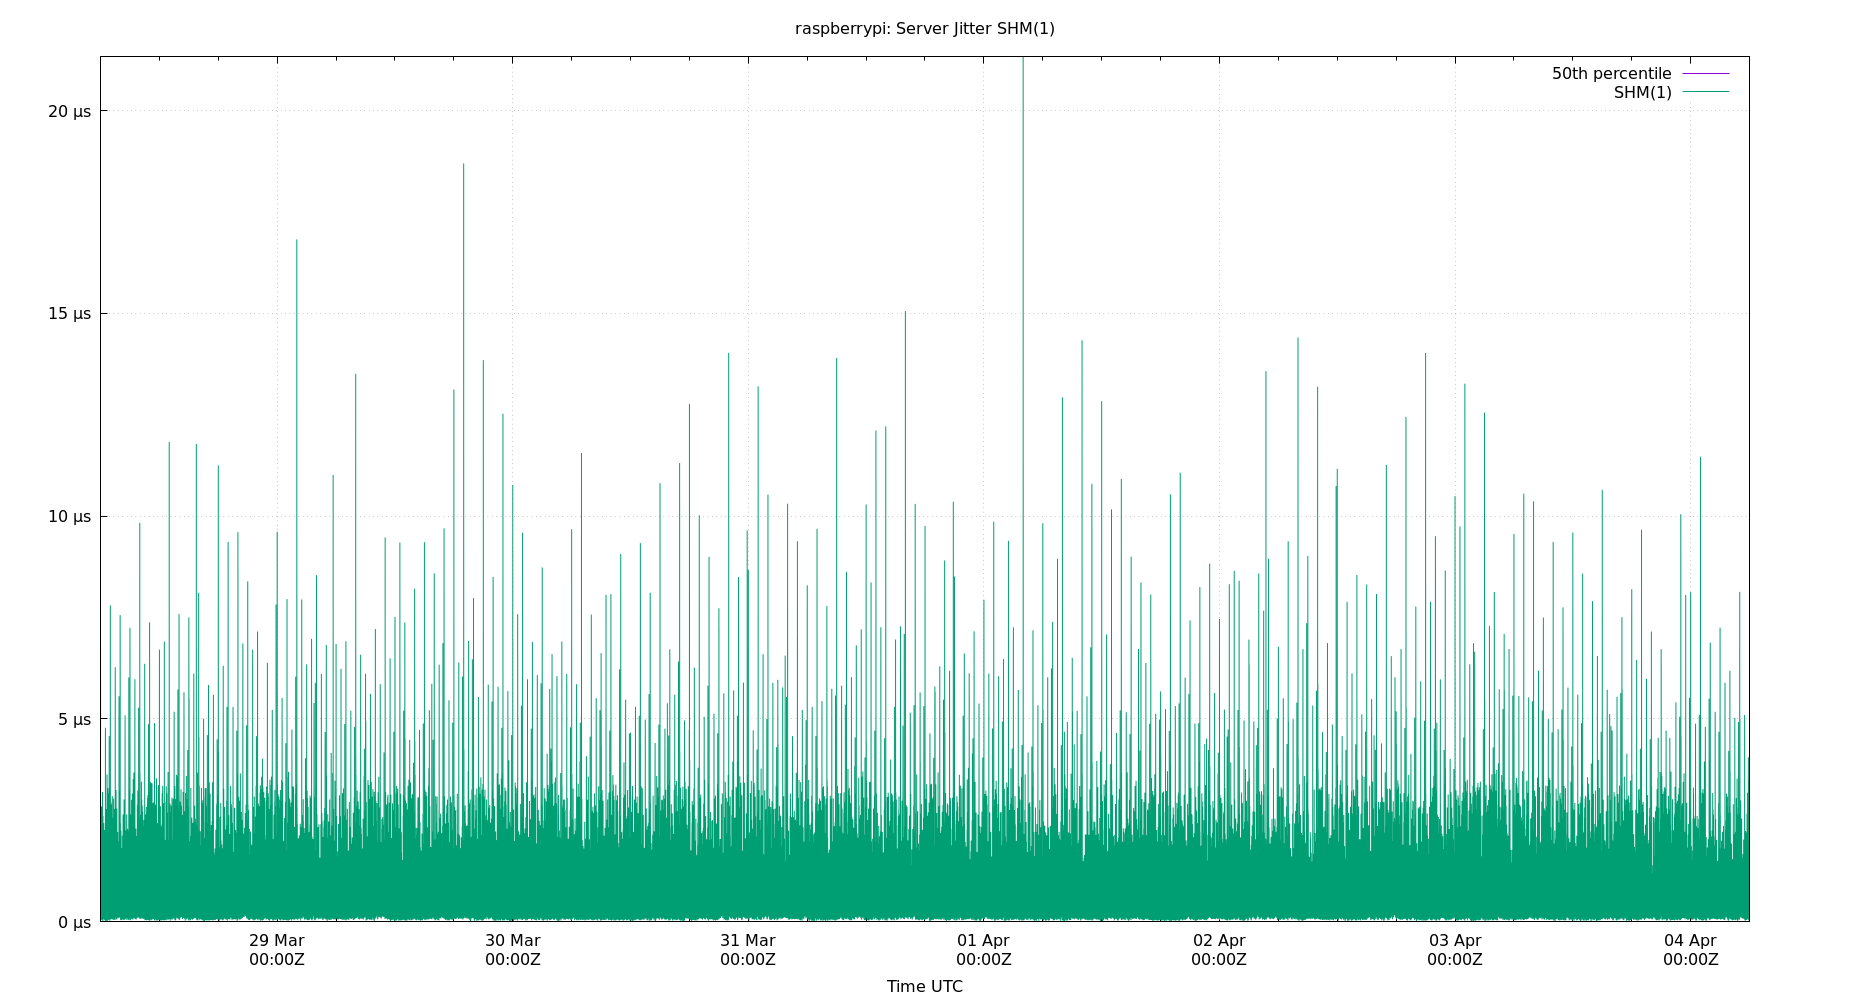 raspberrypi: Server Jitter SHM(1)
50th percentile
SHM(1)
20 µs
15 µs
10 µs
5 µs
0 µs
29 Mar 30 Mar 31 Mar 01 Apr 02 Apr 03 Apr 04 Apr
00:00Z 00:00Z 00:00Z 00:00Z 00:00Z 00:00Z 00:00Z
Time UTC